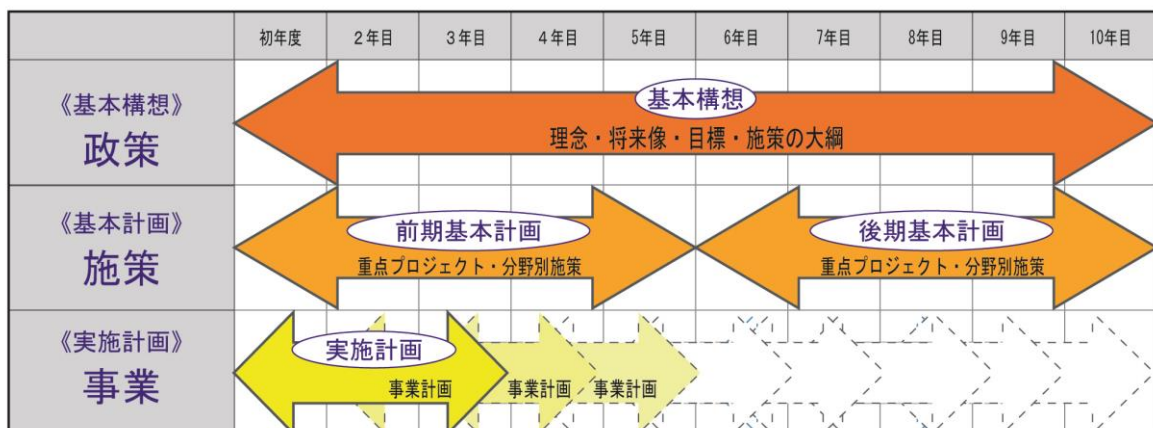 初年度 2年目 3年目 4年目 5年目 6年目 7年目 8年目 9年目 10年目
《基本構想》
政策
基本構想
理念・将来像・目標・施策の大綱
《基本計画》
施策
前期基本計画
重点プロジェクト・分野別施策
後期基本計画
重点プロジェクト・分野別施策
《実施計画》
事業
実施計画
事業計画 事業計画 事業計画